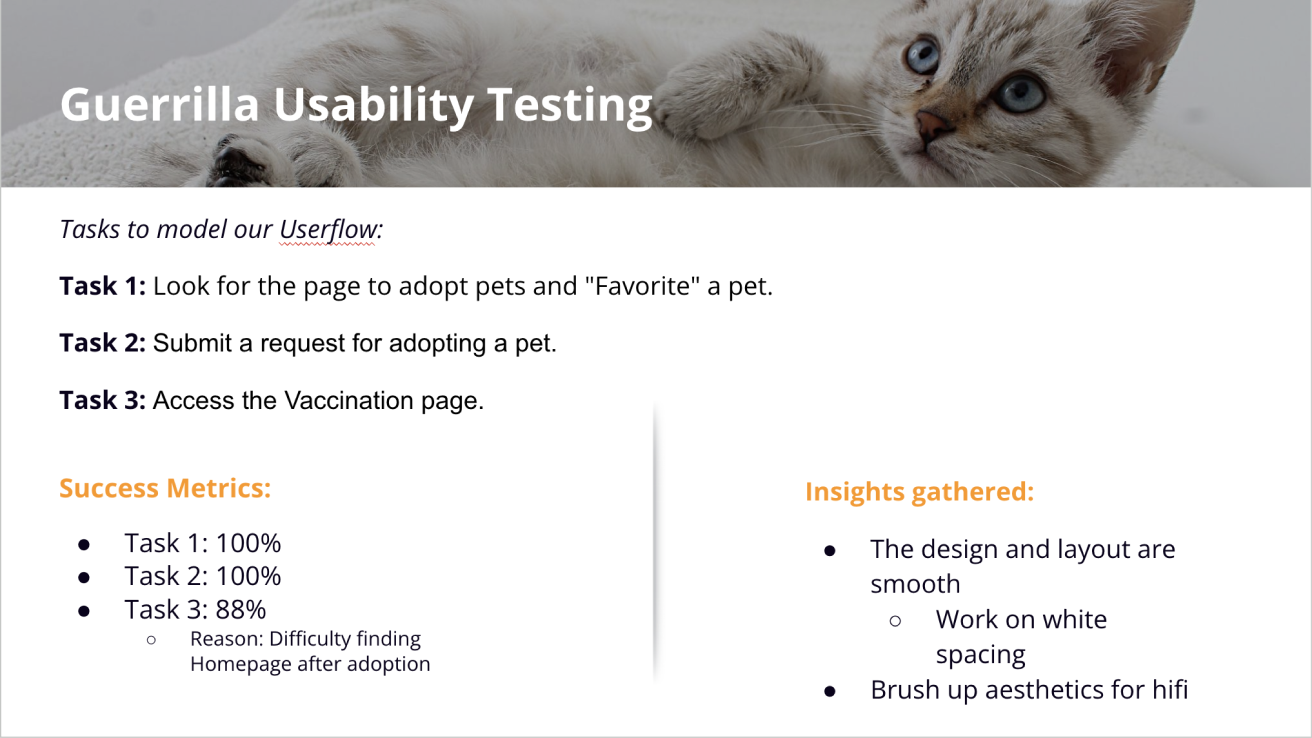 Guerrilla Usability Testing
Tasks to model our Userflow:
Task 1: Look for the page to adopt pets and "Favorite" a pet.
Task 2: Submit a request for adopting a pet.
Task 3: Access the Vaccination page.
Success Metrics:
● Task 1: 100%
● Task 2: 100%
● Task 3: 88%
○ Reason: Difficulty finding
Homepage after adoption
Insights gathered:
● The design and layout are
smooth
○ Work on white
spacing
● Brush up aesthetics for hifi